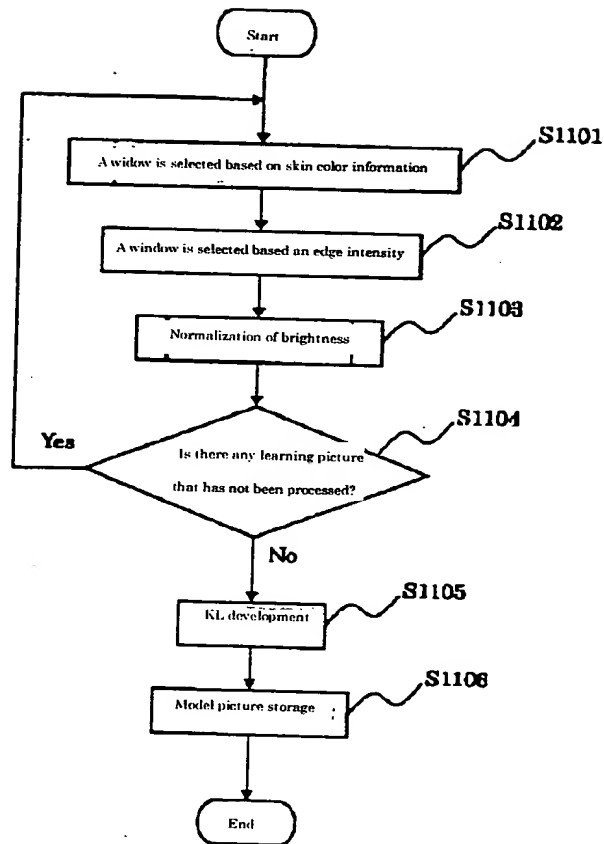 Start
S1101
A widow is selected based on skin color information
S1102
A window is selected based an edge intensity
S1103
Normalization of brightness
S1104
Yes
Is there any learning picture
that has not been processed?
No
S1105
KL development
S1106
Model picture storage
End